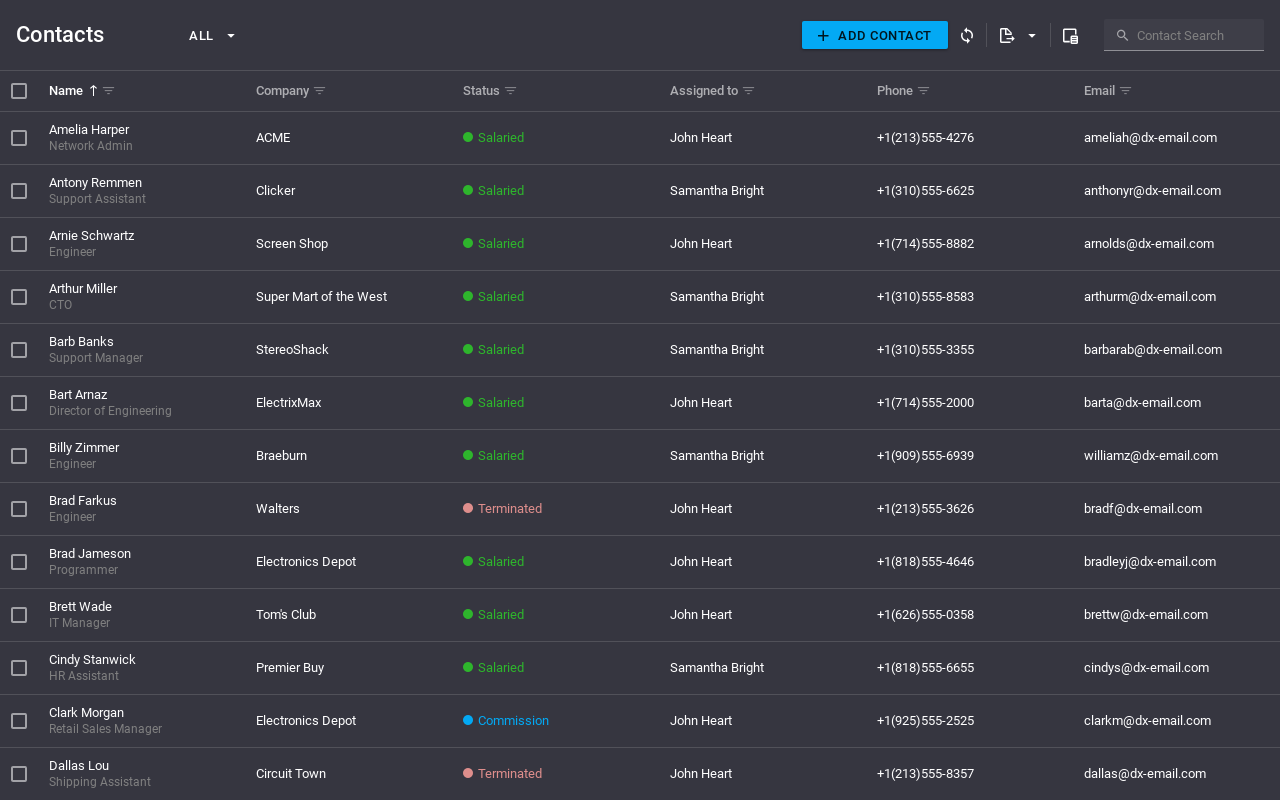 Contacts ALL ADD CONTACT Contact Search
Name Company Status Assigned to Phone Email
Amelia Harper
Network Admin
ACME Salaried John Heart +1(213)555-4276 ameliah@dx-email.com
Antony Remmen
Support Assistant
Clicker Salaried Samantha Bright +1(310)555-6625 anthonyr@dx-email.com
Arnie Schwartz
Engineer
Screen Shop Salaried John Heart +1(714)555-8882 arnolds@dx-email.com
Arthur Miller
CTO
Super Mart of the West Salaried Samantha Bright +1(310)555-8583 arthurm@dx-email.com
Barb Banks
Support Manager
StereoShack Salaried Samantha Bright +1(310)555-3355 barbarab@dx-email.com
Bart Arnaz
Director of Engineering
ElectrixMax Salaried John Heart +1(714)555-2000 barta@dx-email.com
Billy Zimmer
Engineer
Braeburn Salaried Samantha Bright +1(909)555-6939 williamz@dx-email.com
Brad Farkus
Engineer
Walters Terminated John Heart +1(213)555-3626 bradf@dx-email.com
Brad Jameson
Programmer
Electronics Depot Salaried John Heart +1(818)555-4646 bradleyj@dx-email.com
Brett Wade
IT Manager
Tom's Club Salaried John Heart +1(626)555-0358 brettw@dx-email.com
Cindy Stanwick
HR Assistant
Premier Buy Salaried Samantha Bright +1(818)555-6655 cindys@dx-email.com
Clark Morgan
Retail Sales Manager
Electronics Depot Commission John Heart +1(925)555-2525 clarkm@dx-email.com
Dallas Lou
Shipping Assistant
Circuit Town Terminated John Heart +1(213)555-8357 dallas@dx-email.com